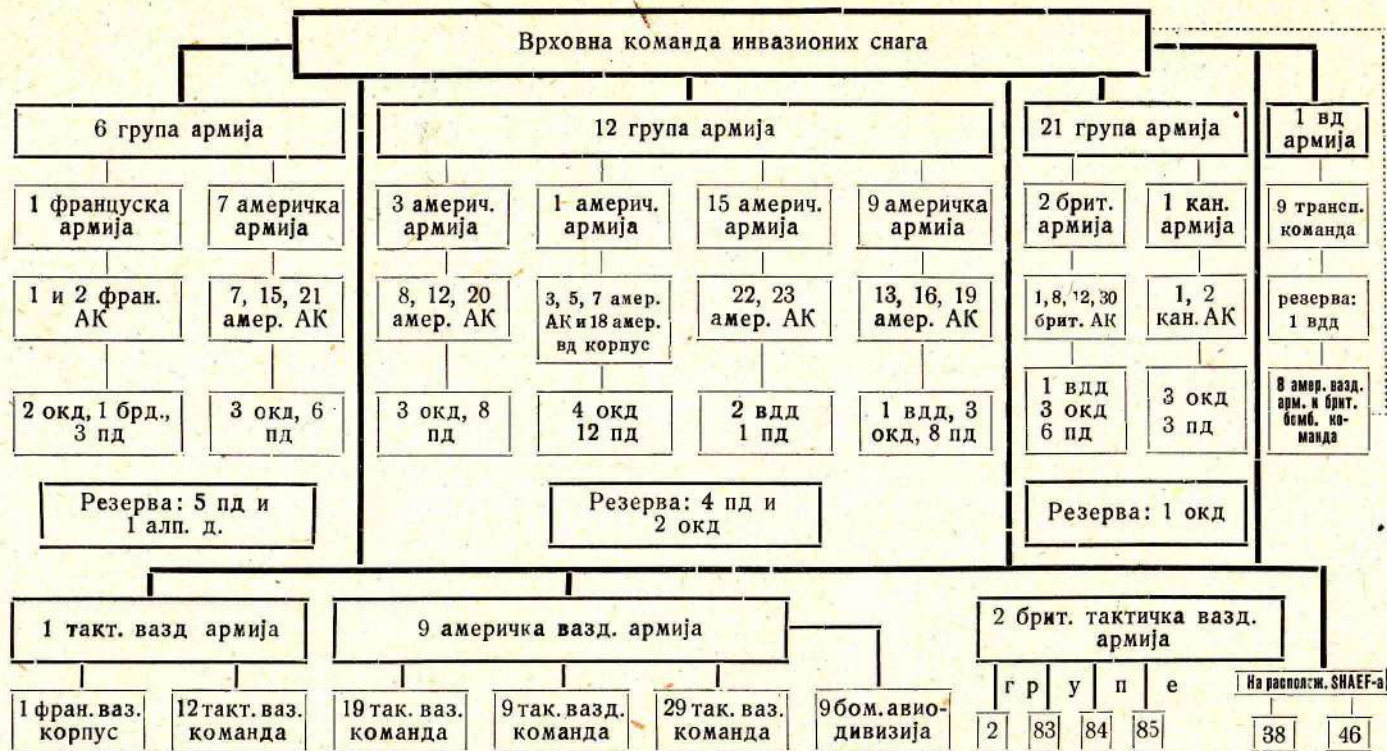 Врховна команда инвазионих снага
6 група армија
12 група армија
21 група армија
1 вд
армија
1 француска
армија
7 америчка
армија
3 америч.
армија
1 америч.
армија
15 америч.
армија
9 америчка
армија
2 брит.
армија
1 кан.
армија
9 трансп.
команда
1 и 2 фран.
АК
7, 15, 21
амер. АК
8, 12, 20
амер. АК
3, 5, 7 амер.
АК и 18 амер.
вд корпус
22, 23
амер. АК
13, 16, 19
амер. АК
1, 8, 12, 30
брит. АК
1, 2
кан. АК
резерва:
1 вдд
2 окд, 1 брд.,
3 пд
3 окд, 6
пд
3 окд, 8
пд
4 окд
12 пд
2 вдд
1 пд
1 вдд, 3
окд, 8 пд
1 вдд
3 окд
6 пд
3 окд
3 пд
8 амер. вазд.
арм. и брит.
бомб. ко-
манда
Резерва: 5 пд и
1 алп. д.
Резерва: 4 пд и
2 окд
Резерва: 1 окд
1 такт. вазд армија
9 америчка вазд. армија
2 брит. тактичка вазд.
армија
1 фран. ваз.
корпус
12 такт. ваз.
команда
19 так. ваз.
команда
9 так. вазд.
команда
29 так. ваз.
команда
9 бом. авио-
дивизија
групе
2
83
84
85
На располож. SHAEF-а
38
46